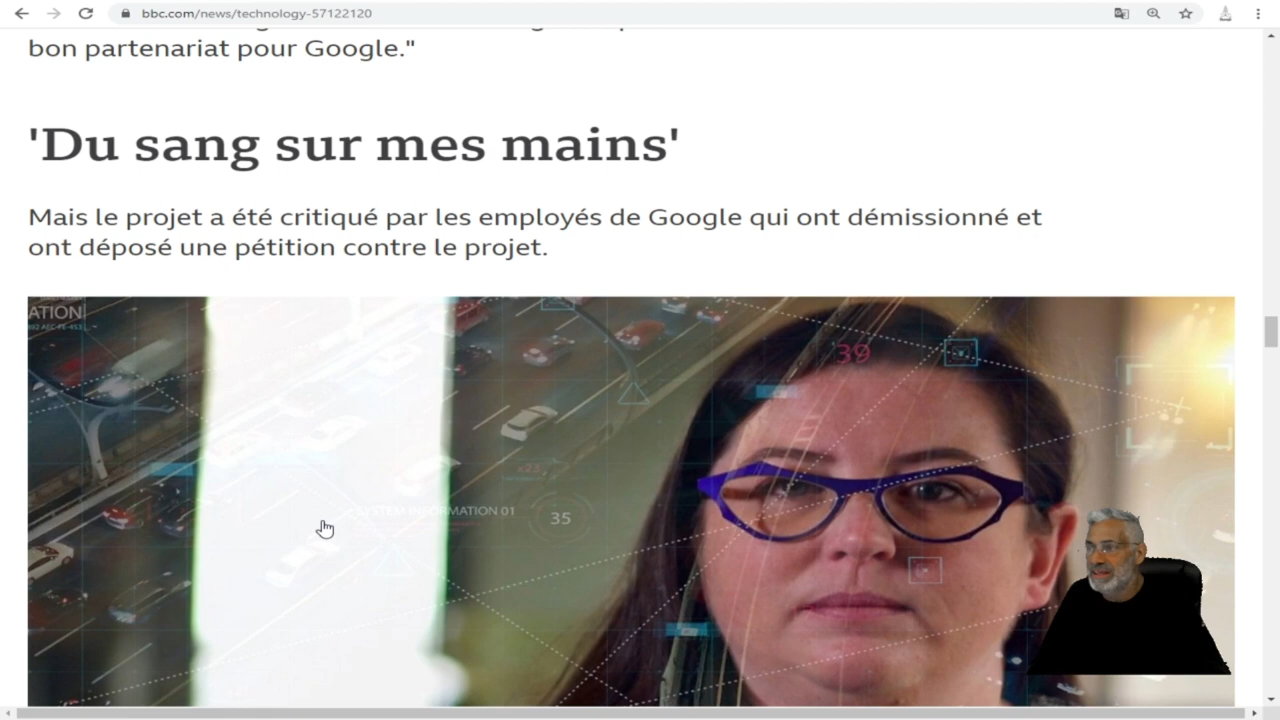 bbc.com/news/technology-57122120
bon partenariat pour Google."
'Du sang sur mes mains'
Mais le projet a été critiqué par les employés de Google qui ont démissionné et
ont déposé une pétition contre le projet.
ATION
39
x23
SYSTEM INFORMATION 01
35